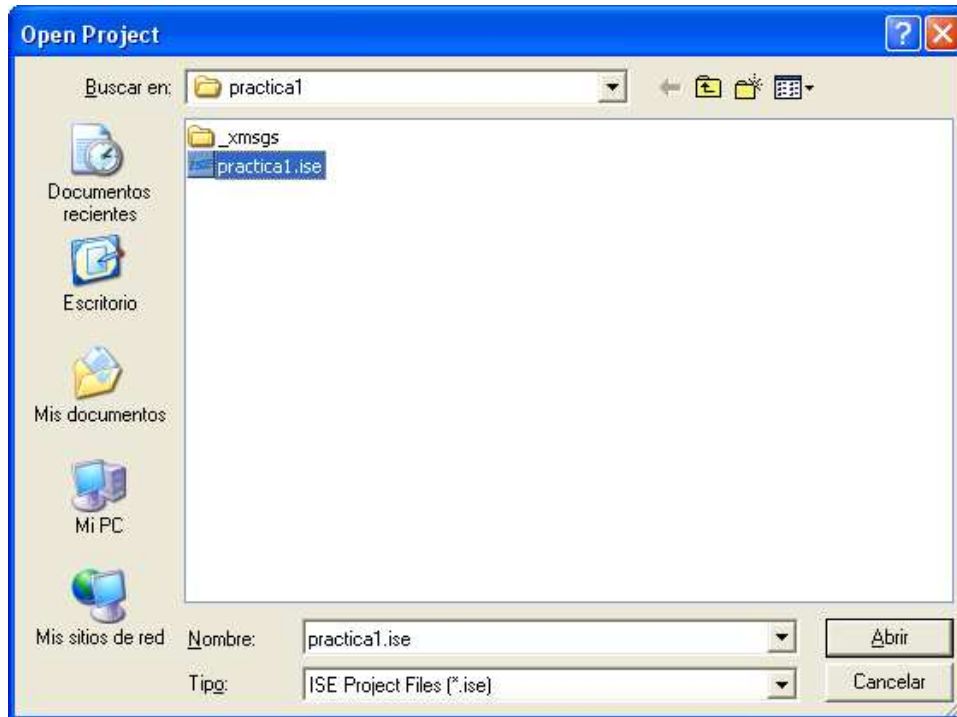 Open Project
Buscar en:
practica1
_xmsgs
practica1.ise
Documentos
recientes
Escritorio
Mis documentos
Mi PC
Mis sitios de red
Nombre:
practica1.ise
Abrir
Tipo:
ISE Project Files (*.ise)
Cancelar